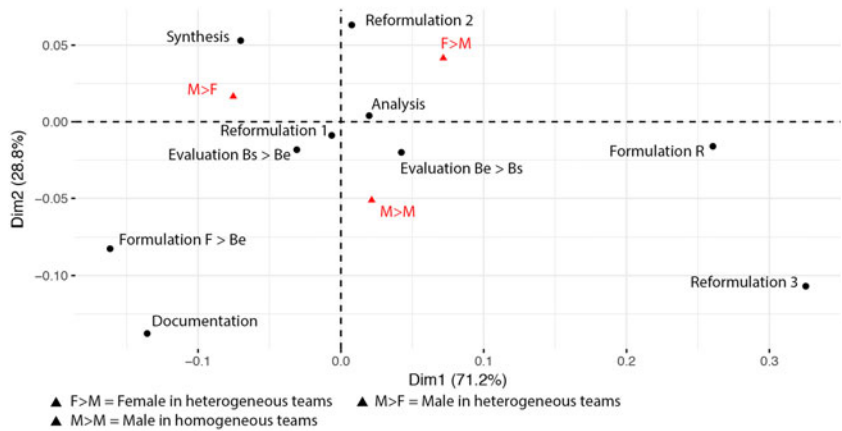 Reformulation 2
Synthesis
F>M
0.05
M>F
Analysis
0.00
Reformulation 1
Formulation R
Evaluation Bs > Be
Evaluation Be > Bs
−0.05
M>M
Formulation F > Be
−0.10
Reformulation 3
Documentation
Dim2 (28.8%)
−0.1
0.0
0.1
0.2
0.3
Dim1 (71.2%)
F>M = Female in heterogeneous teams
M>F = Male in heterogeneous teams
M>M = Male in homogeneous teams